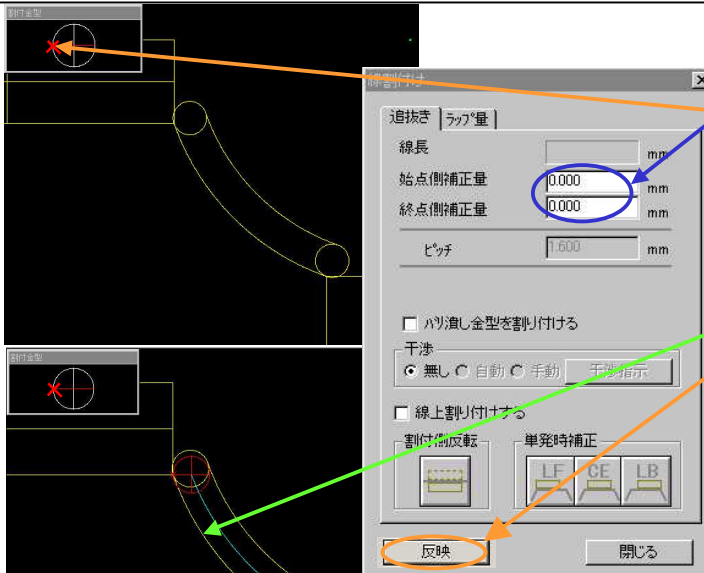 割付金型
線割付け
追抜き ラップ量
線長 mm
始点側補正量 0.000 mm
終点側補正量 0.000 mm
ピッチ 1.600 mm
バリ潰し金型を割り付ける
干渉
無し 自動 手動 干渉指示
線上割り付けする
割付側反転 単発時補正
LF CE LB
反映 閉じる
割付金型